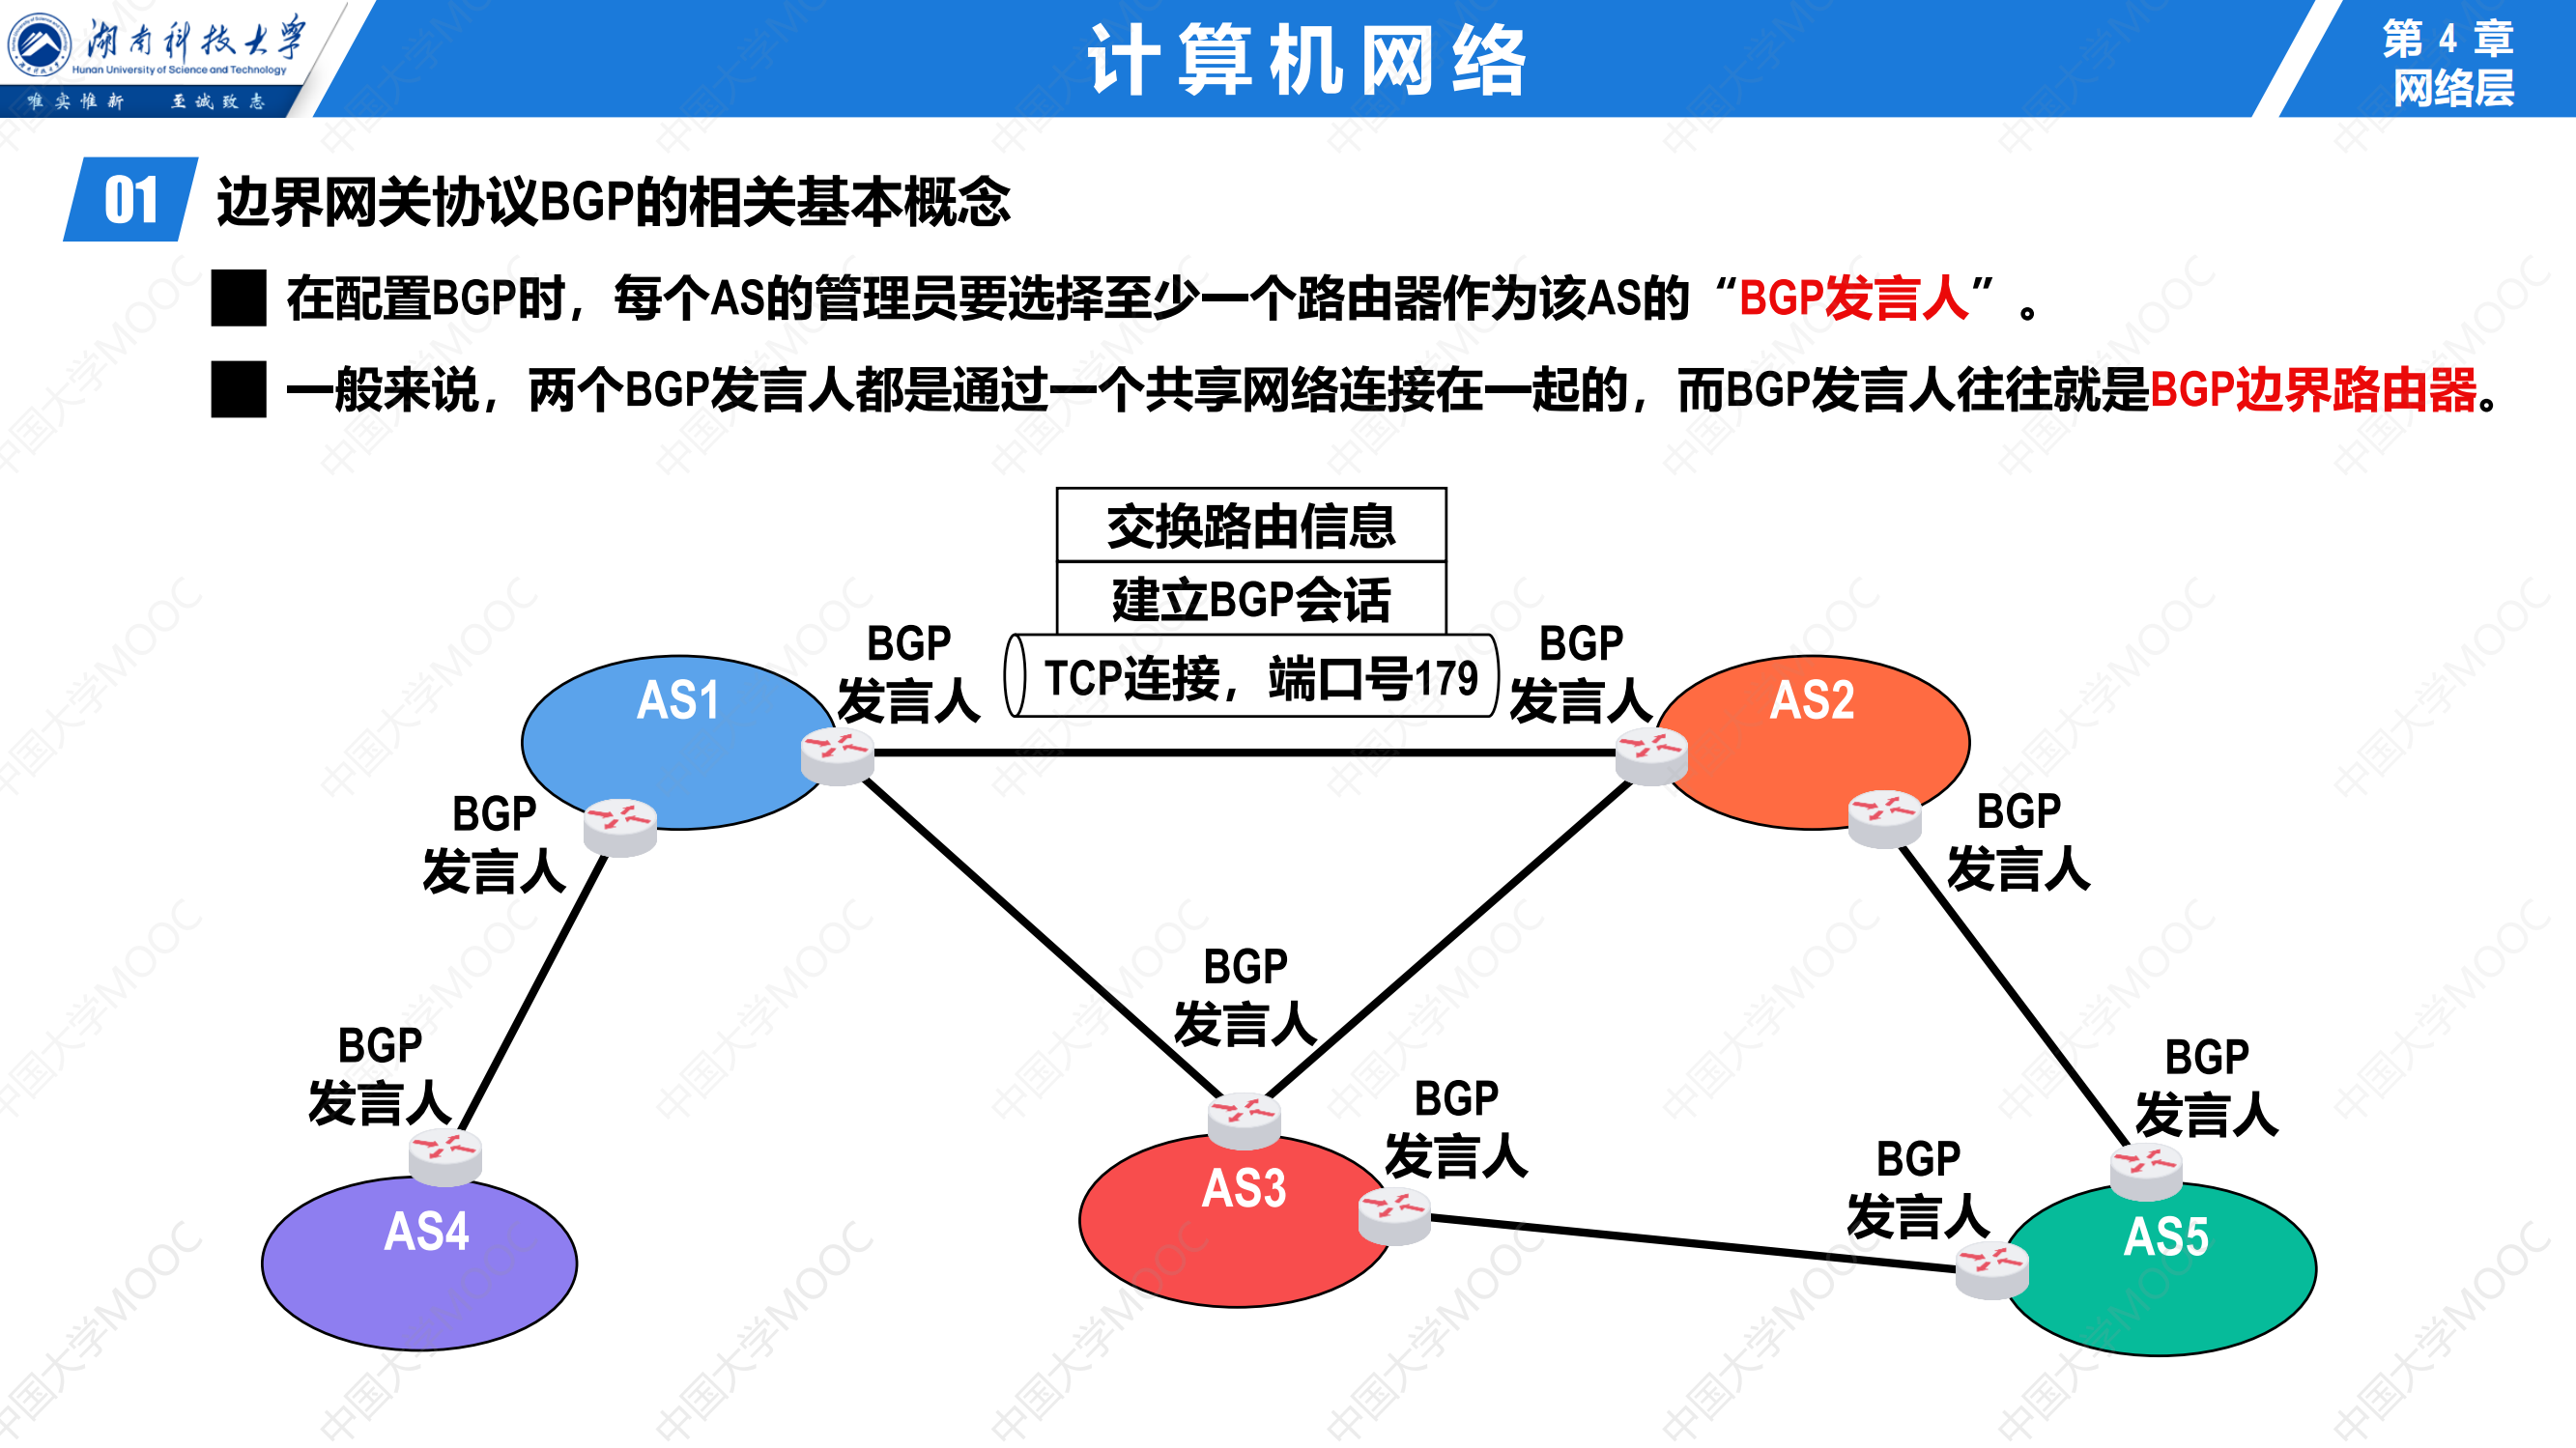 湖南科技大学
Hunan University of Science and Technology
唯实惟新 至诚致志
计算机网络
第 4 章
网络层
01 边界网关协议BGP的相关基本概念
在配置BGP时，每个AS的管理员要选择至少一个路由器作为该AS的“BGP发言人”。
一般来说，两个BGP发言人都是通过一个共享网络连接在一起的，而BGP发言人往往就是BGP边界路由器。
交换路由信息
建立BGP会话
TCP连接，端口号179
BGP
发言人
BGP
发言人
AS1
AS2
BGP
发言人
BGP
发言人
BGP
发言人
BGP
发言人
BGP
发言人
BGP
发言人
BGP
发言人
AS3
AS4
AS5
中国大学MOOC